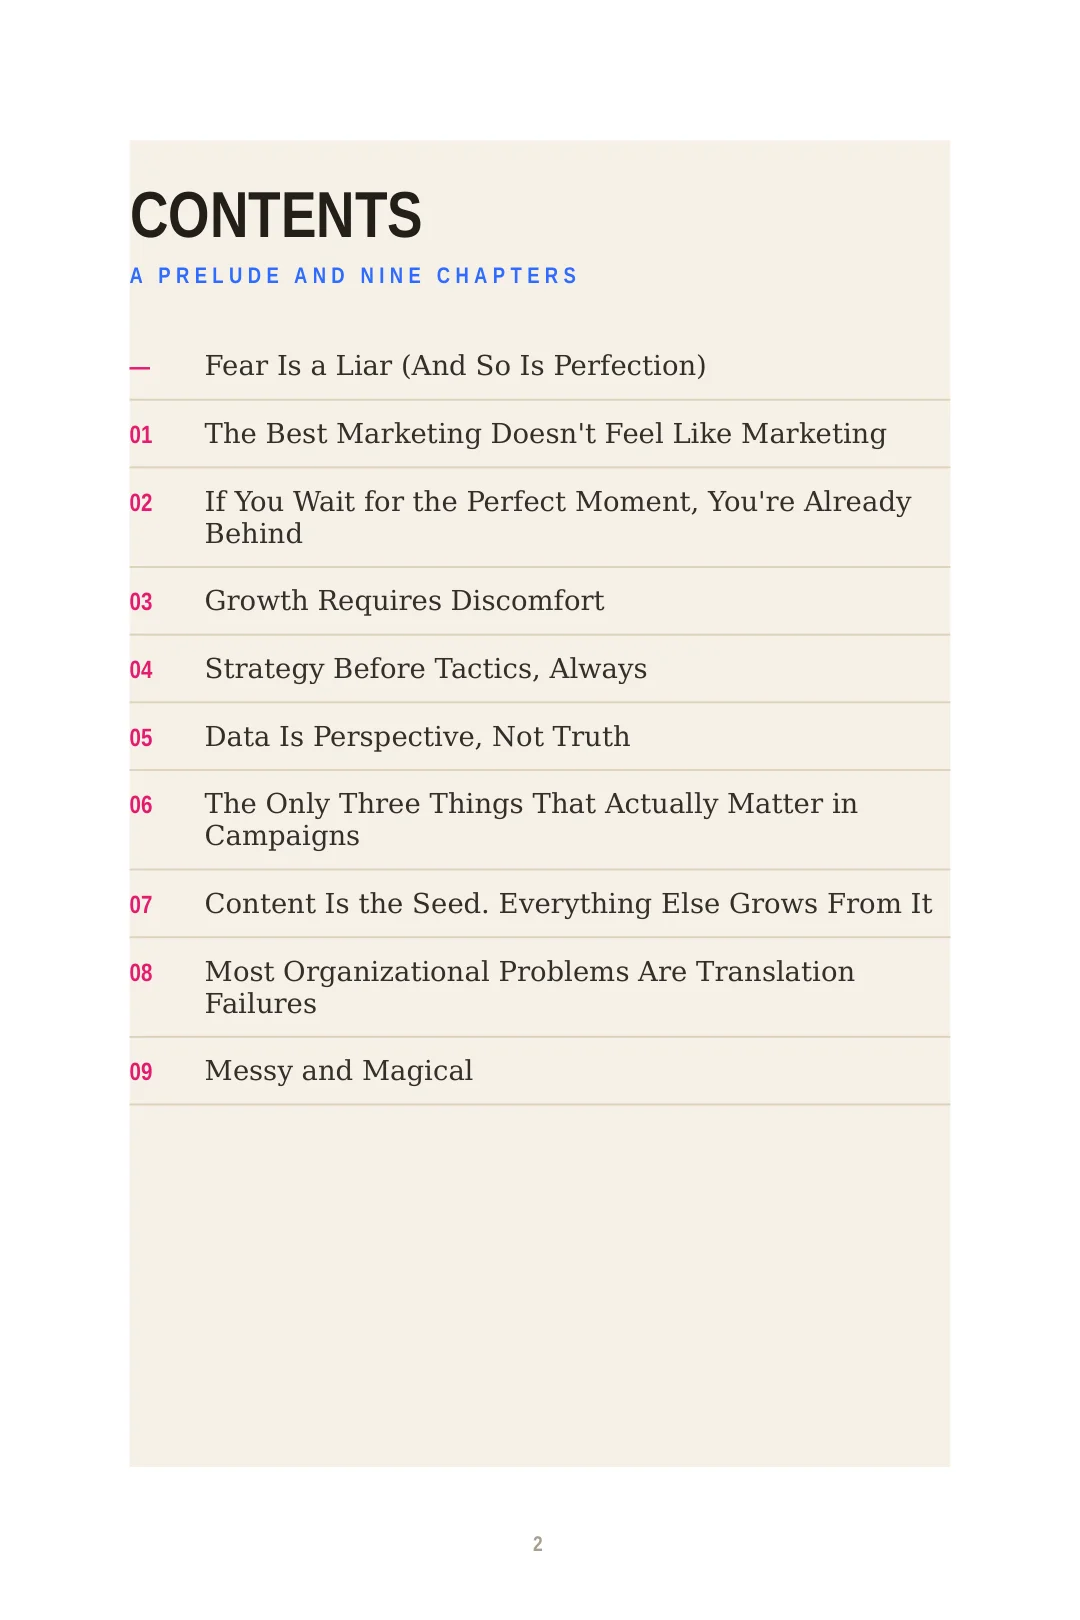 CONTENTS
A PRELUDE AND NINE CHAPTERS
— Fear Is a Liar (And So Is Perfection)
01 The Best Marketing Doesn't Feel Like Marketing
02 If You Wait for the Perfect Moment, You're Already
Behind
03 Growth Requires Discomfort
04 Strategy Before Tactics, Always
05 Data Is Perspective, Not Truth
06 The Only Three Things That Actually Matter in
Campaigns
07 Content Is the Seed. Everything Else Grows From It
08 Most Organizational Problems Are Translation
Failures
09 Messy and Magical
2